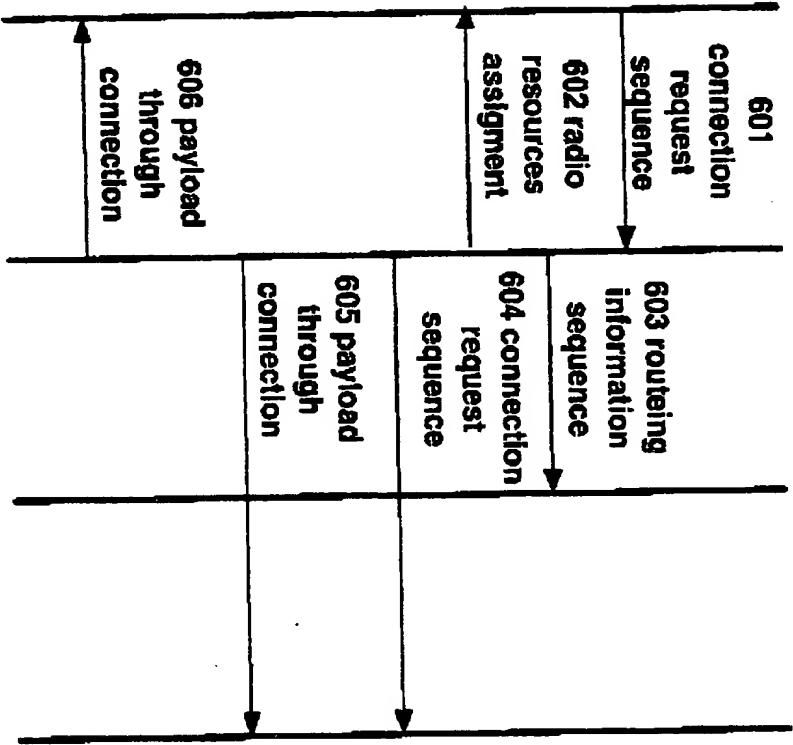 601
connection
request
sequence
602 radio
resources
assigment
603 routeing
information
sequence
604 connection
request
sequence
605 payload
through
connection
606 payload
through
connection